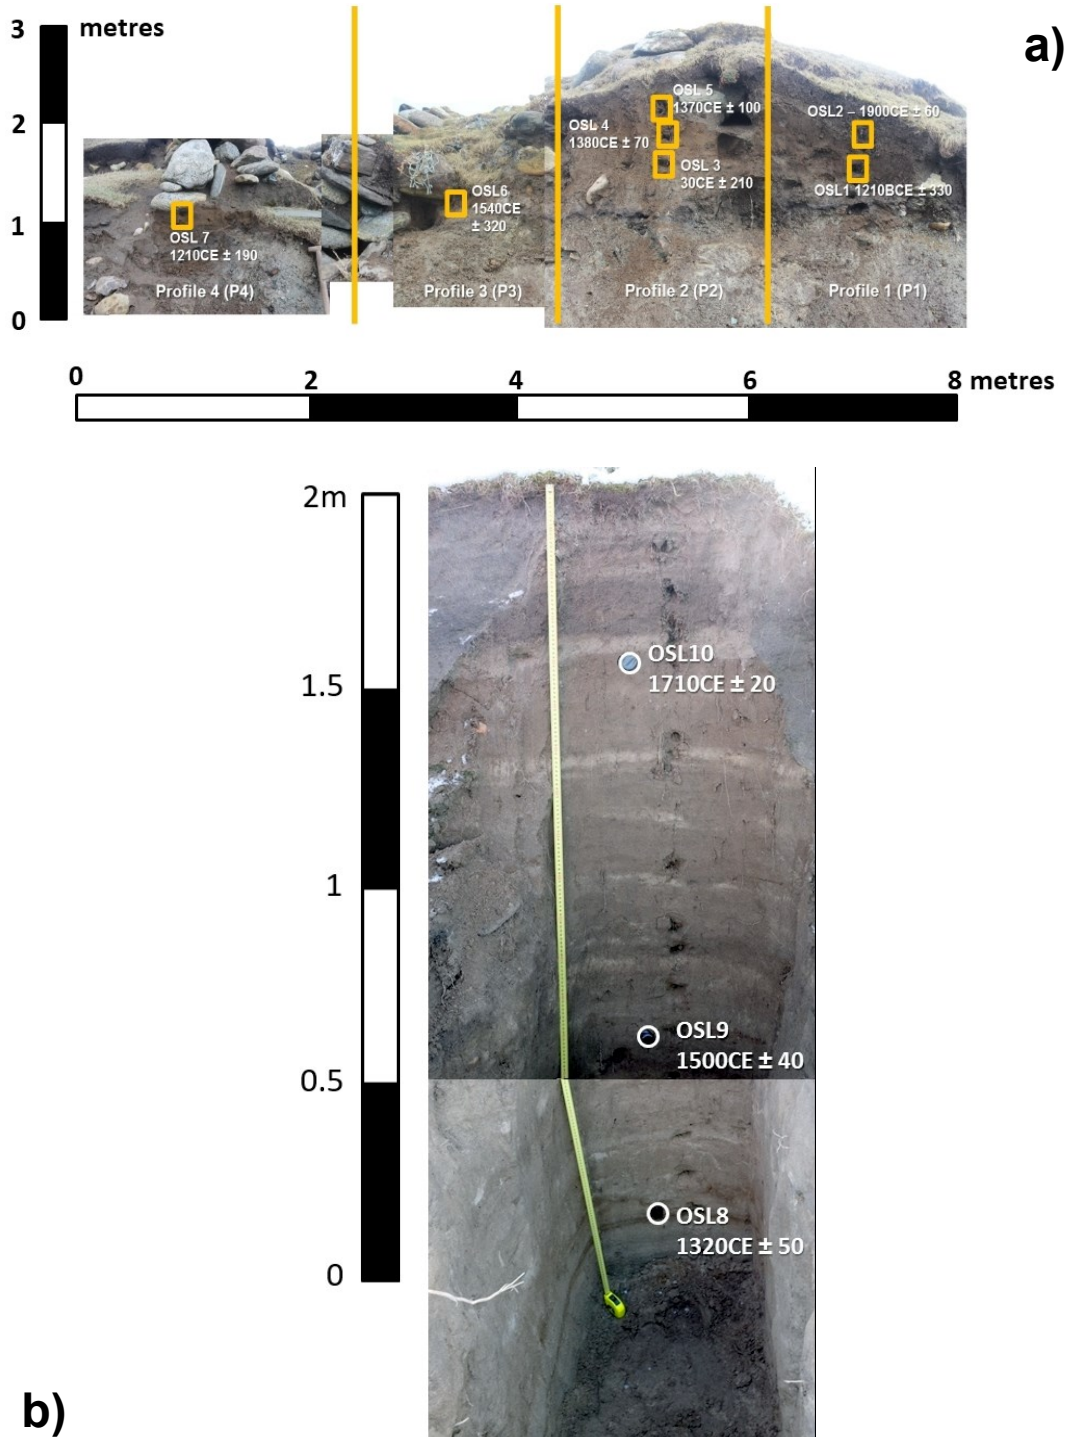 3 metres
a)
2
1
0
OSL 5
1370CE ± 100
OSL 4
1380CE ± 70
OSL 3
30CE ± 210
OSL2 – 1900CE ± 60
OSL1 1210BCE ± 330
OSL6
1540CE
± 320
OSL 7
1210CE ± 190
Profile 4 (P4)
Profile 3 (P3)
Profile 2 (P2)
Profile 1 (P1)
0 2 4 6 8 metres
2m
OSL10
1710CE ± 20
1.5
1
OSL9
1500CE ± 40
0.5
OSL8
1320CE ± 50
0
b)